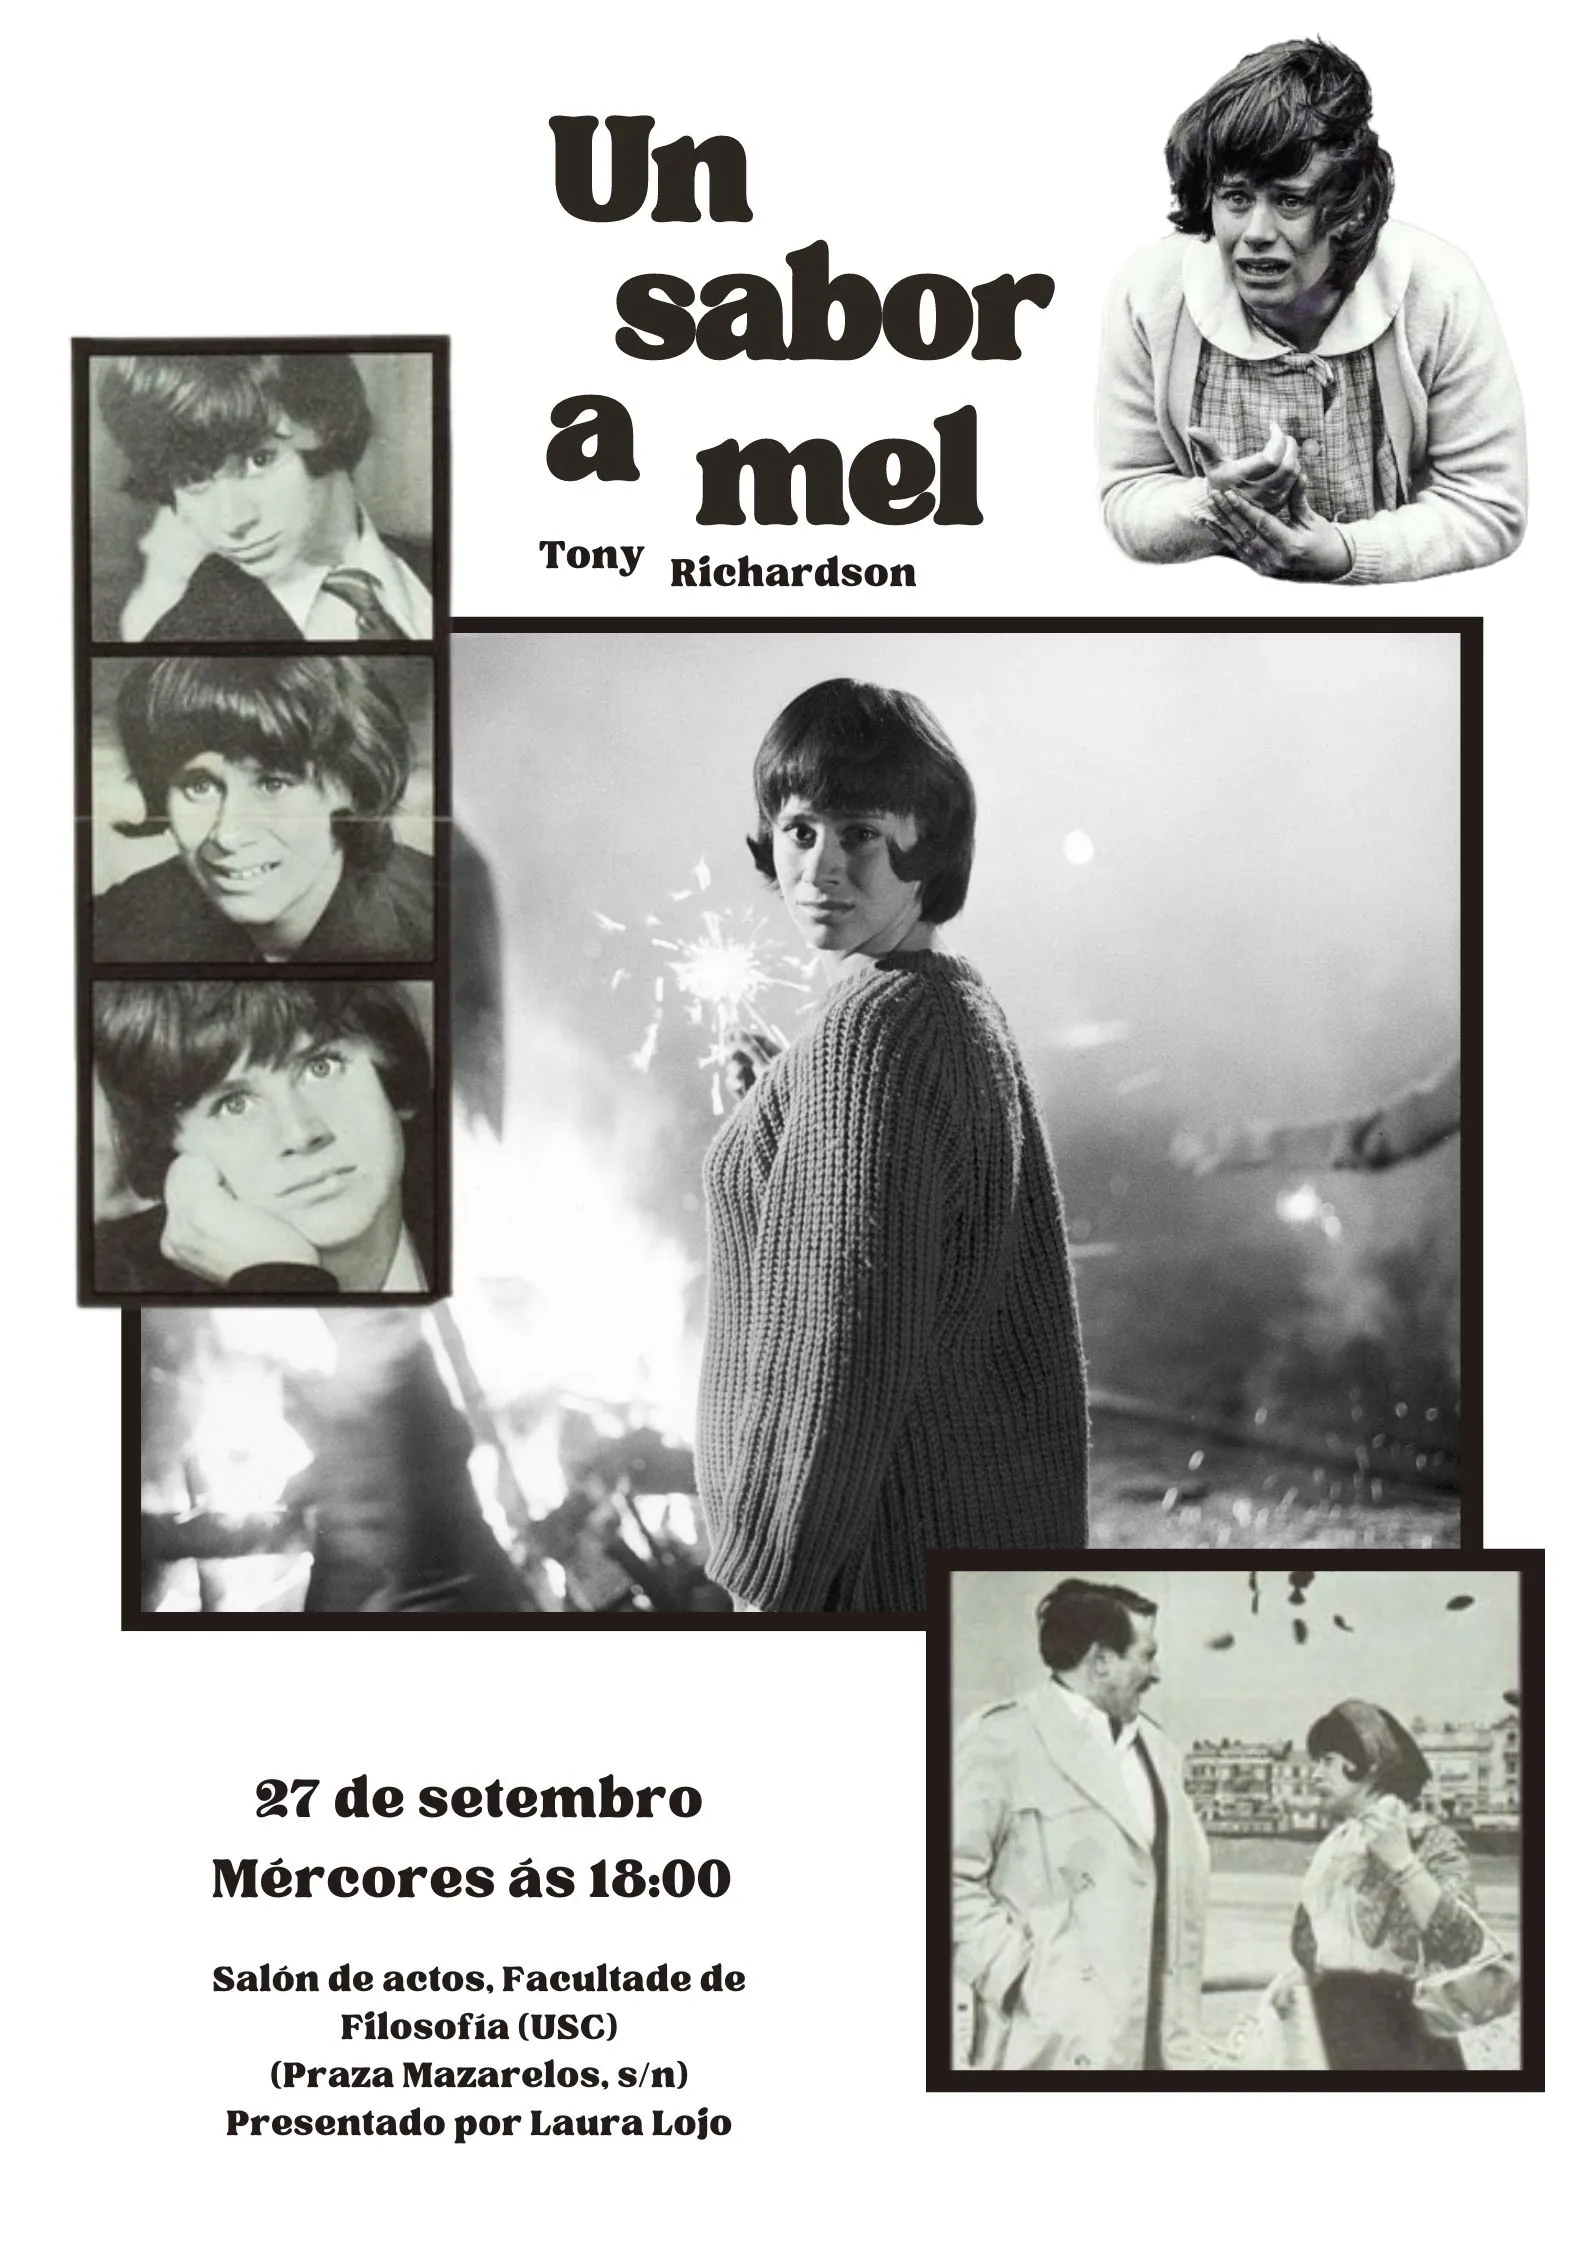 Un
sabor
a mel
Tony Richardson
27 de setembro
Mércores ás 18:00
Salón de actos, Facultade de
Filosofía (USC)
(Praza Mazarelos, s/n)
Presentado por Laura Lojo